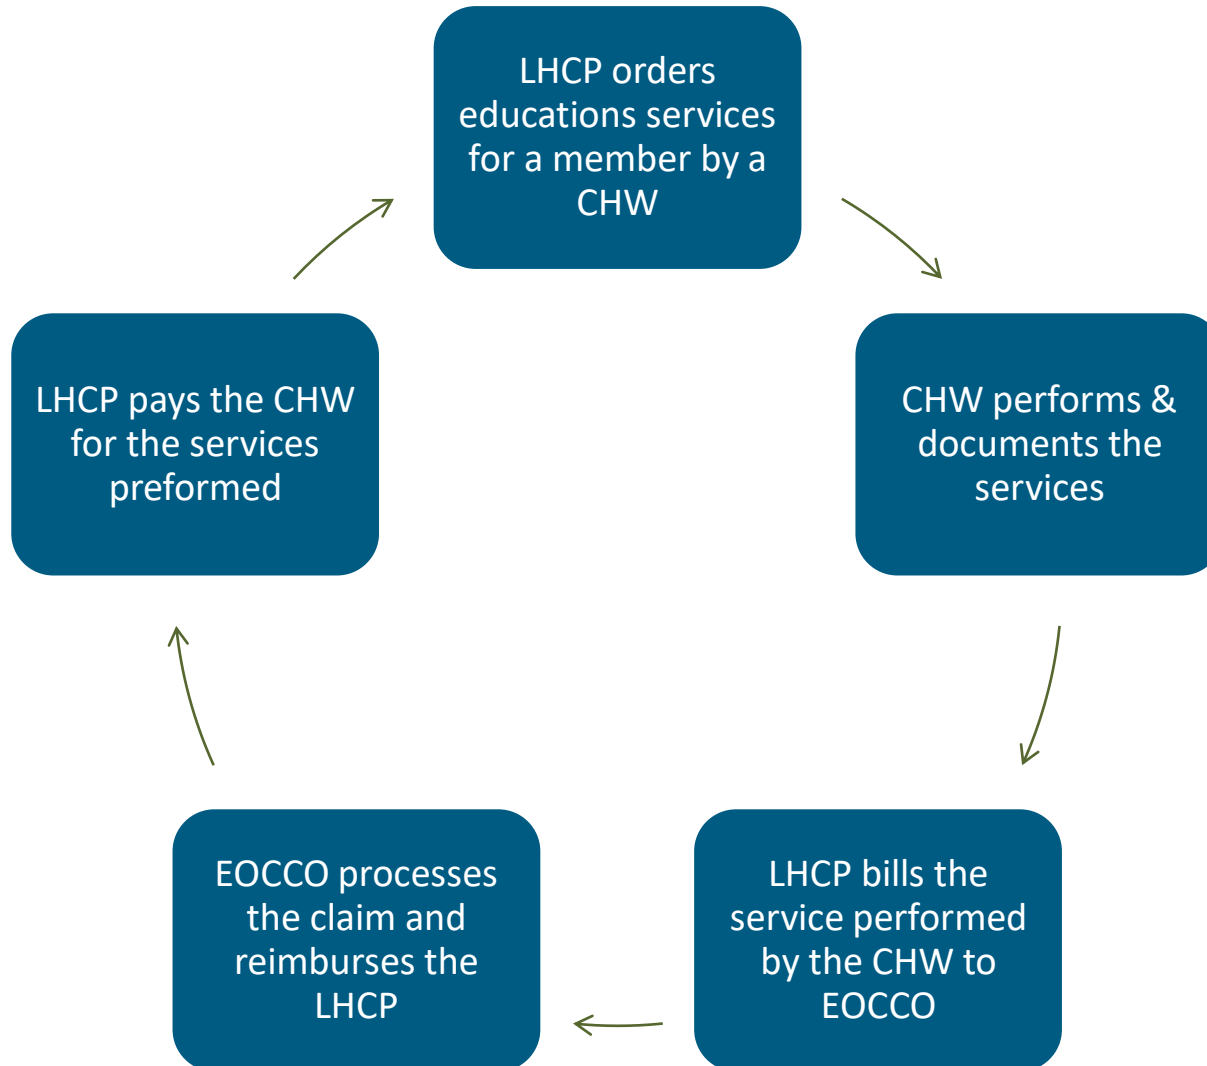 LHCP orders
educations services
for a member by a
CHW
CHW performs &
documents the
services
LHCP bills the
service performed
by the CHW to
EOCCO
EOCCO processes
the claim and
reimburses the
LHCP
LHCP pays the CHW
for the services
preformed